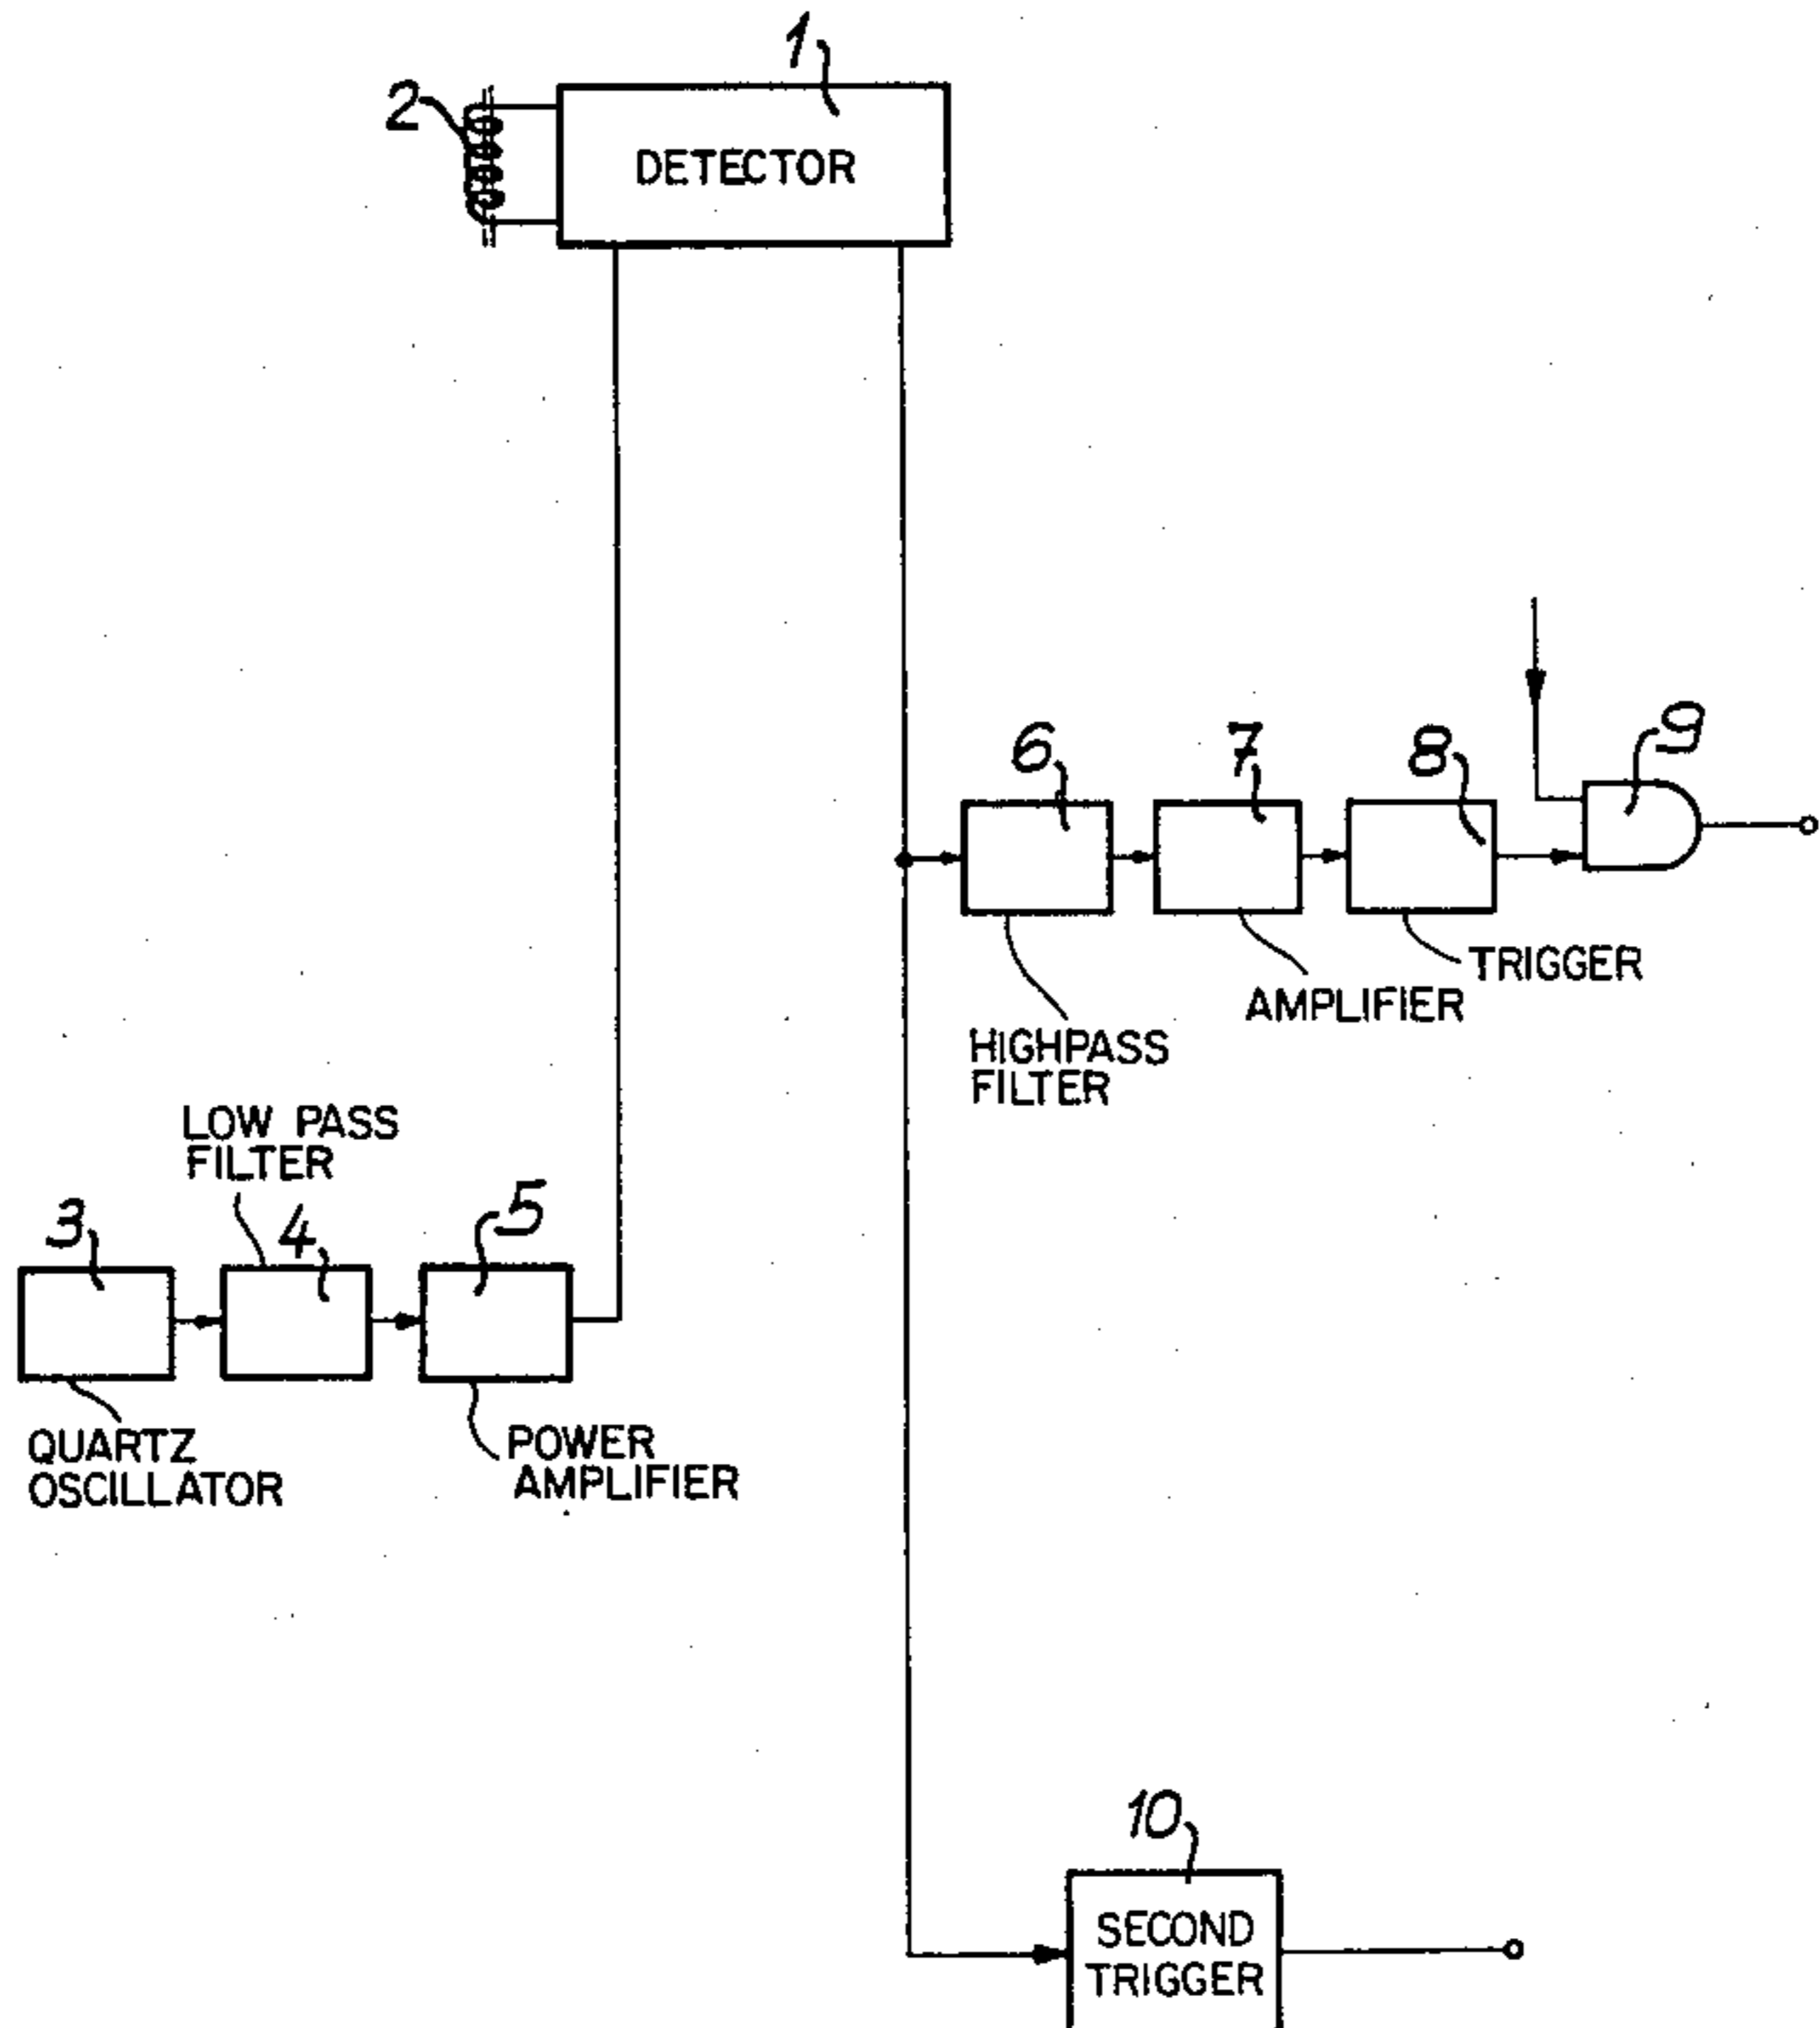 1
2
DETECTOR
6
7
8
9
TRIGGER
AMPLIFIER
HIGHPASS
FILTER
LOW PASS
FILTER
3
4
5
QUARTZ
OSCILLATOR
POWER
AMPLIFIER
10
SECOND
TRIGGER